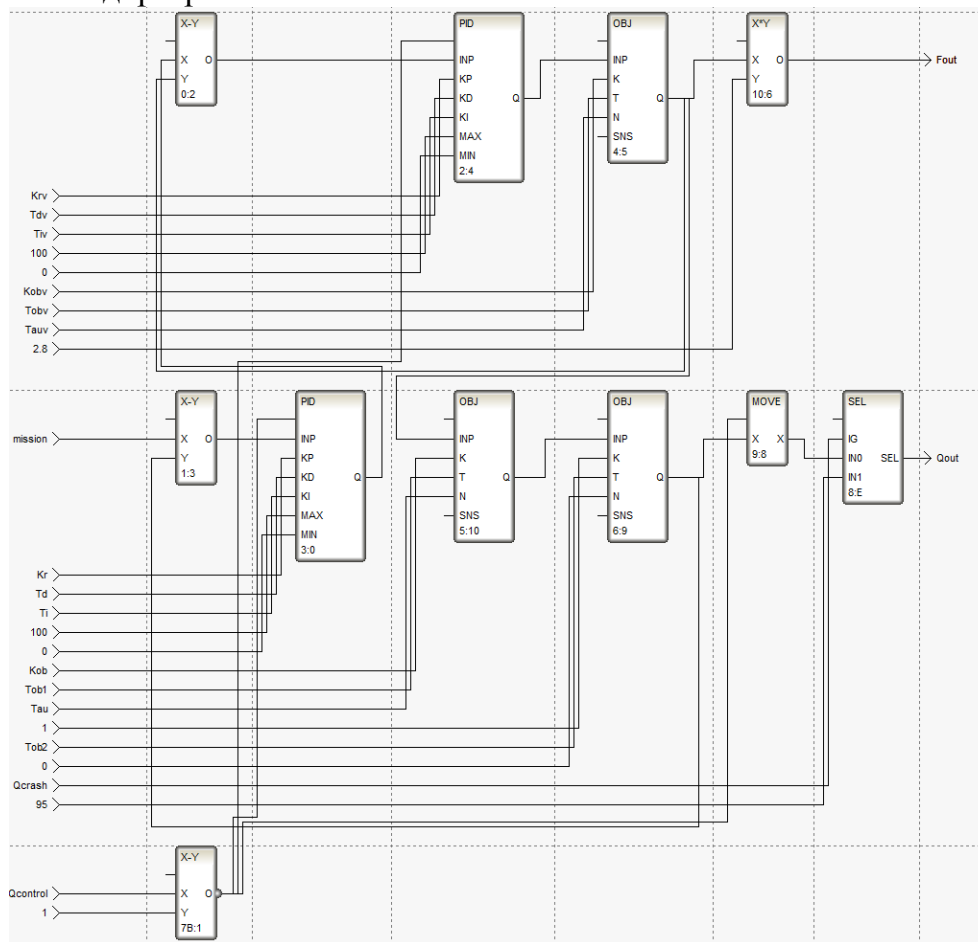 X-Y
X O
Y
0:2
PID
INP
KP
KD Q
KI
MAX
MIN
2:4
OBJ
INP
K
T Q
N
SNS
4:5
X*Y
X O
Y
10:6
Fout
Krv
Tdv
Tiv
100
0
Kobv
Tobv
Tauv
2.8
X-Y
X O
Y
1:3
PID
INP
KP
KD Q
KI
MAX
MIN
3:0
OBJ
INP
K
T Q
N
SNS
5:10
OBJ
INP
K
T Q
N
SNS
6:9
MOVE
X X
9:8
SEL
IG
IN0 SEL
IN1
8:E
Qout
mission
Kr
Td
Ti
100
0
Kob
Tob1
Tau
1
Tob2
0
Qcrash
95
X-Y
X O
Y
7B:1
Qcontrol
1